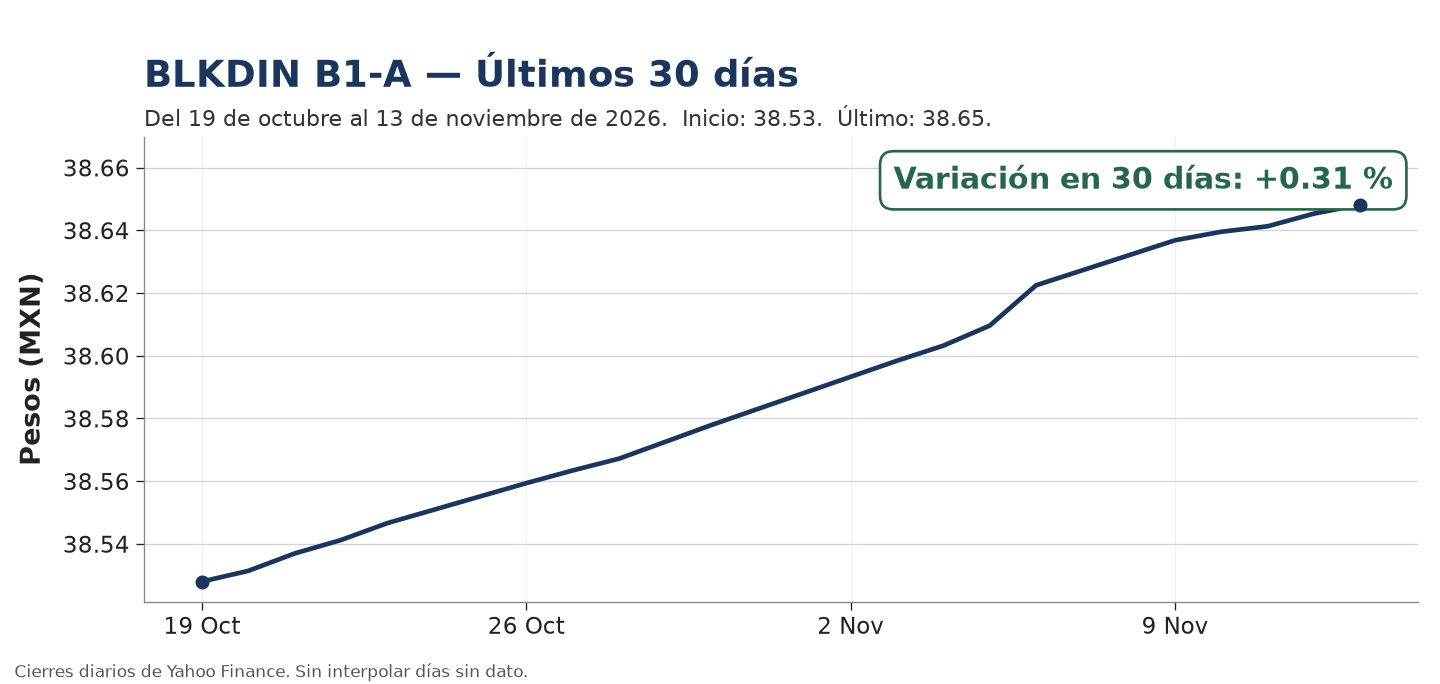 BLKDIN B1-A — Últimos 30 días
Del 19 de octubre al 13 de noviembre de 2026.  Inicio: 38.53.  Último: 38.65.
Variación en 30 días: +0.31 %
Pesos (MXN)
38.66
38.64
38.62
38.60
38.58
38.56
38.54
19 Oct
26 Oct
2 Nov
9 Nov
Cierres diarios de Yahoo Finance. Sin interpolar días sin dato.